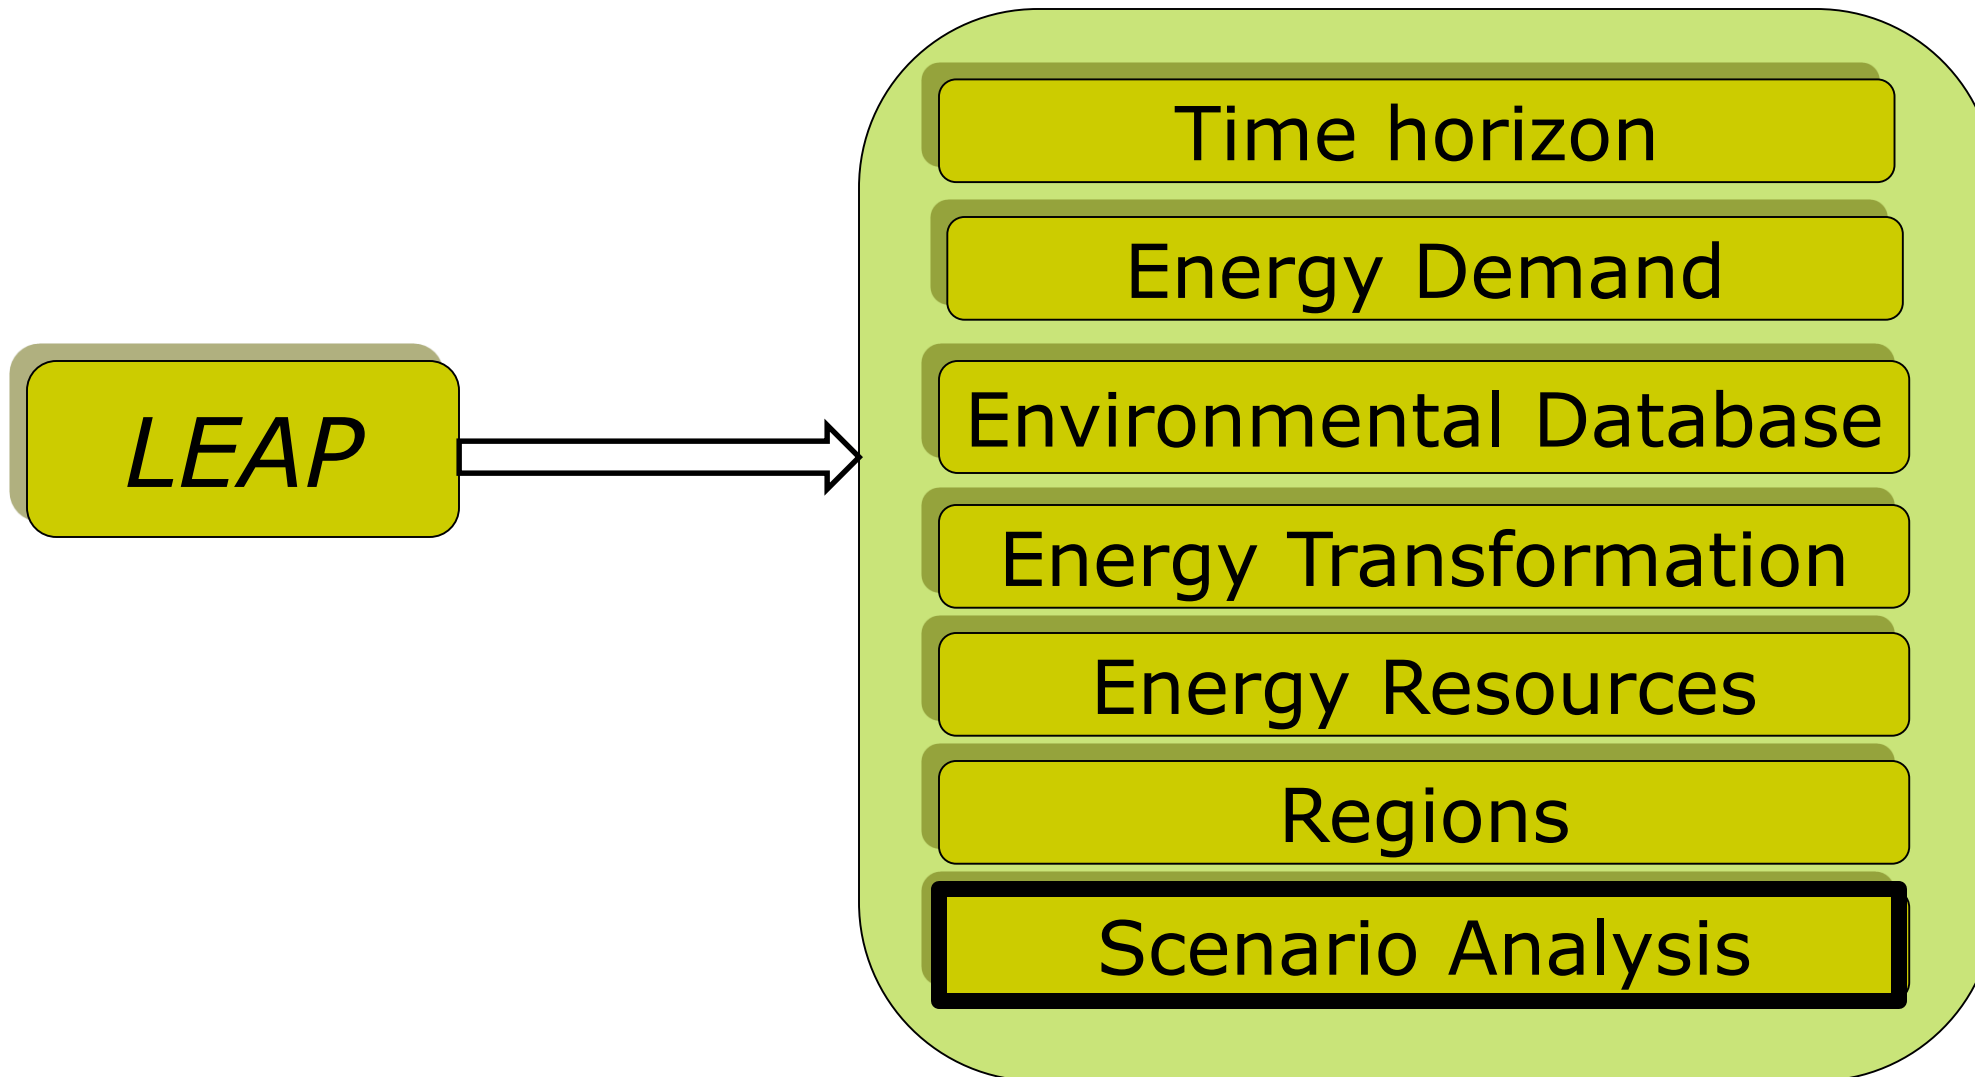 LEAP
Time horizon
Energy Demand
Environmental Database
Energy Transformation
Energy Resources
Regions
Scenario Analysis